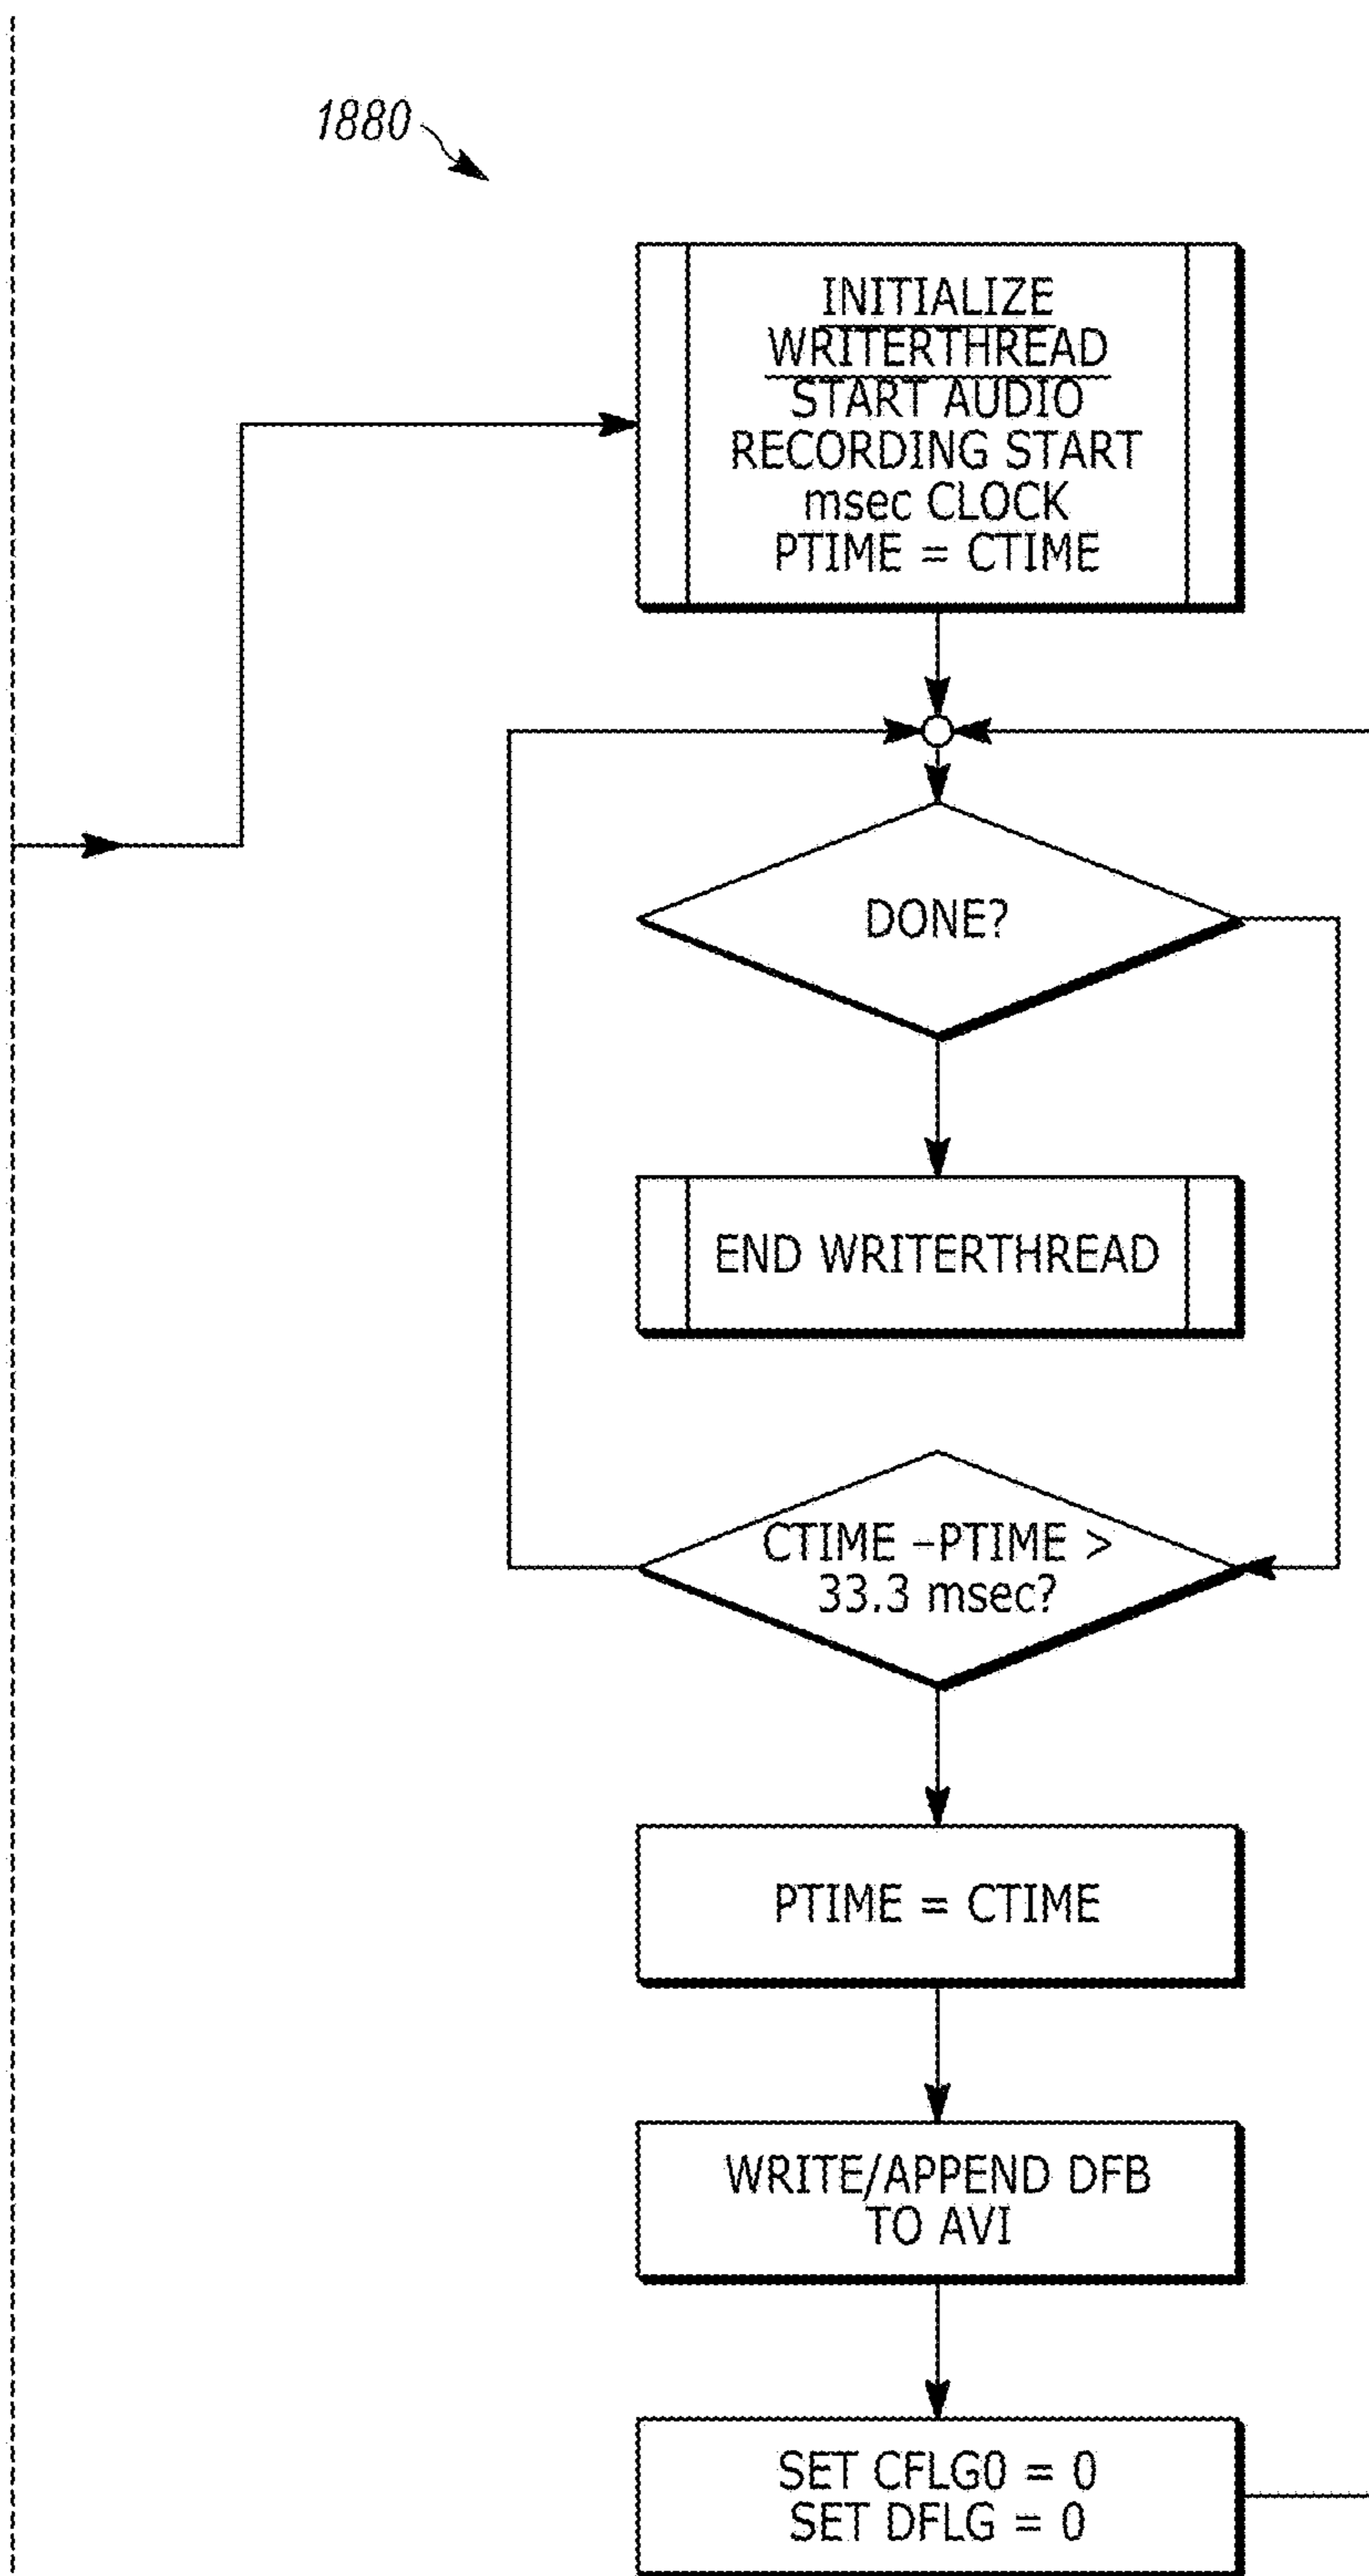 1880
INITIALIZE
WRITERTHREAD
START AUDIO
RECORDING START
msec CLOCK
PTIME = CTIME
DONE?
END WRITERTHREAD
CTIME –PTIME >
33.3 msec?
PTIME = CTIME
WRITE/APPEND DFB
TO AVI
SET CFLG0 = 0
SET DFLG = 0